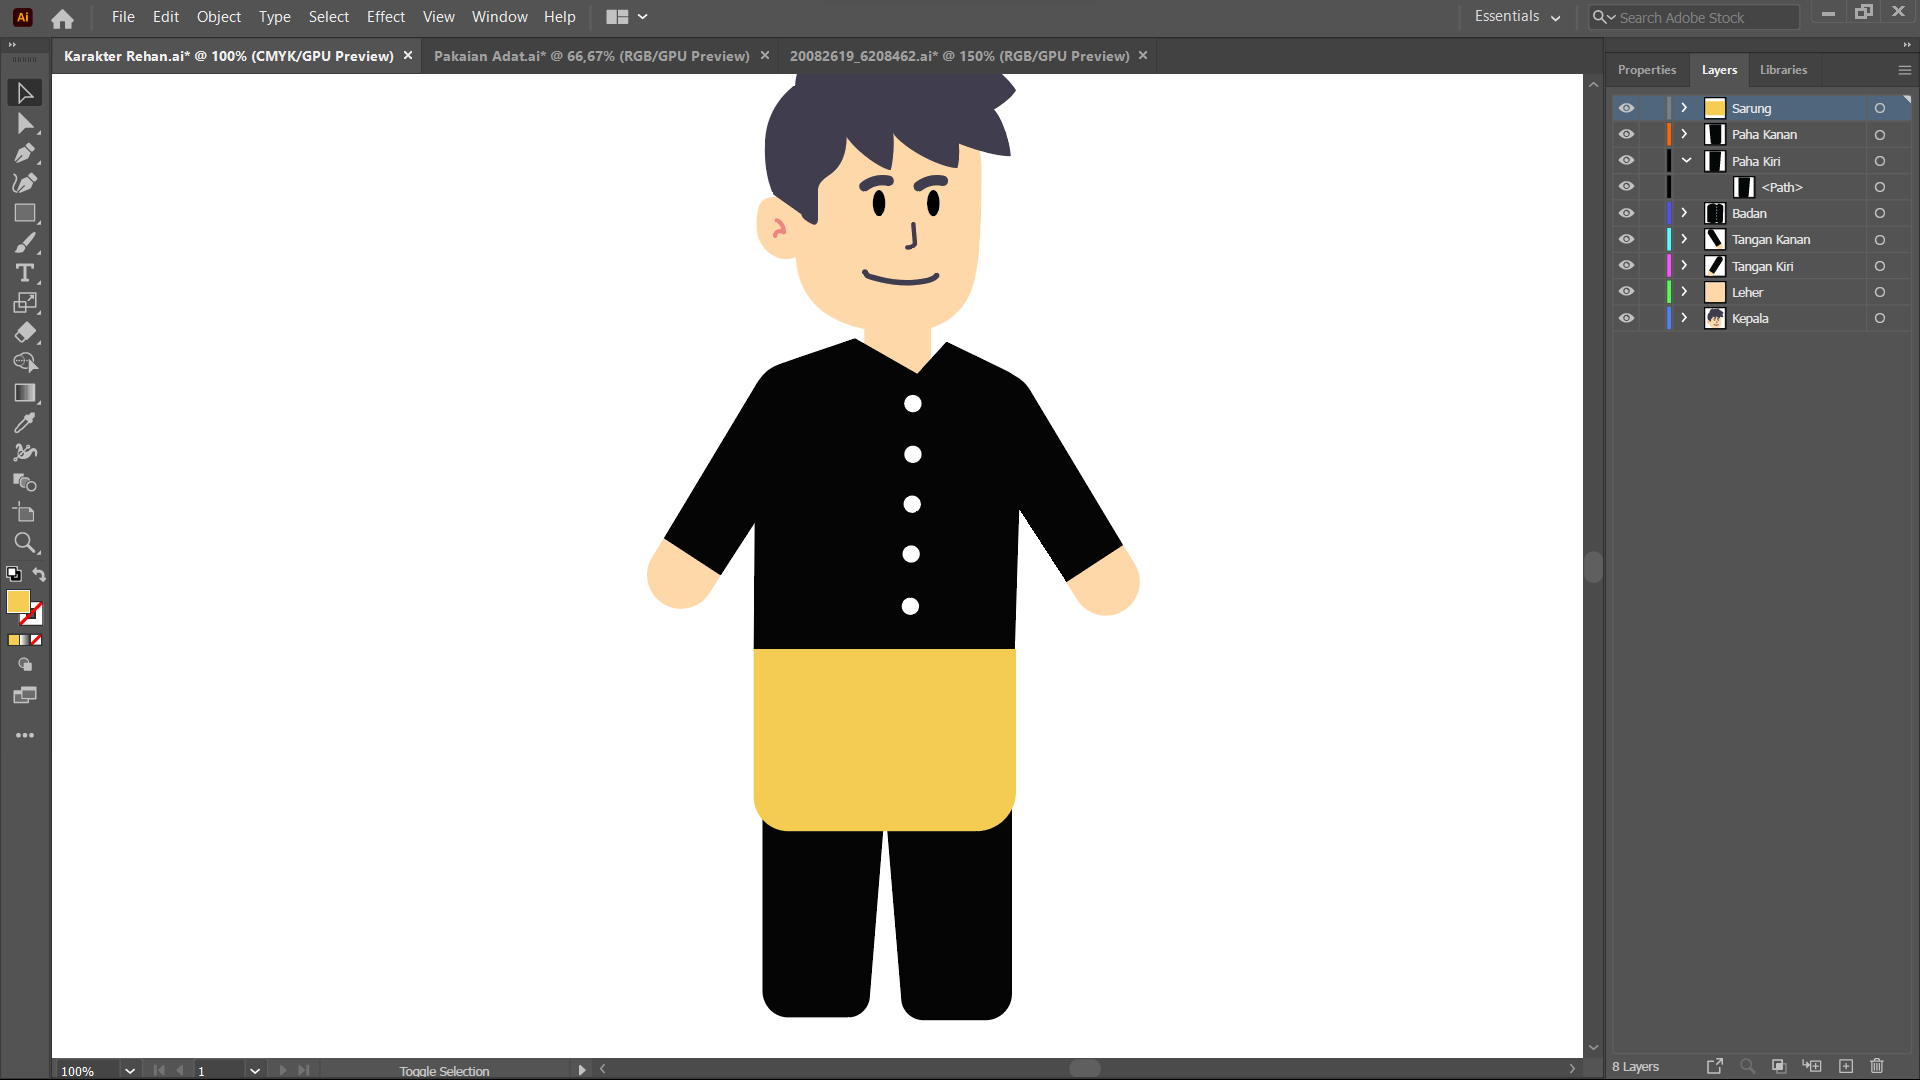 Ai File Edit Object Type Select Effect View Window Help Essentials Search Adobe Stock
Karakter Rehan.ai* @ 100% (CMYK/GPU Preview) × Pakaian Adat.ai* @ 66,67% (RGB/GPU Preview) × 20082619_6208462.ai* @ 150% (RGB/GPU Preview) ×
Properties Layers Libraries
Sarung
Paha Kanan
Paha Kiri
<Path>
Badan
Tangan Kanan
Tangan Kiri
Leher
Kepala
100% 1 Toggle Selection
8 Layers